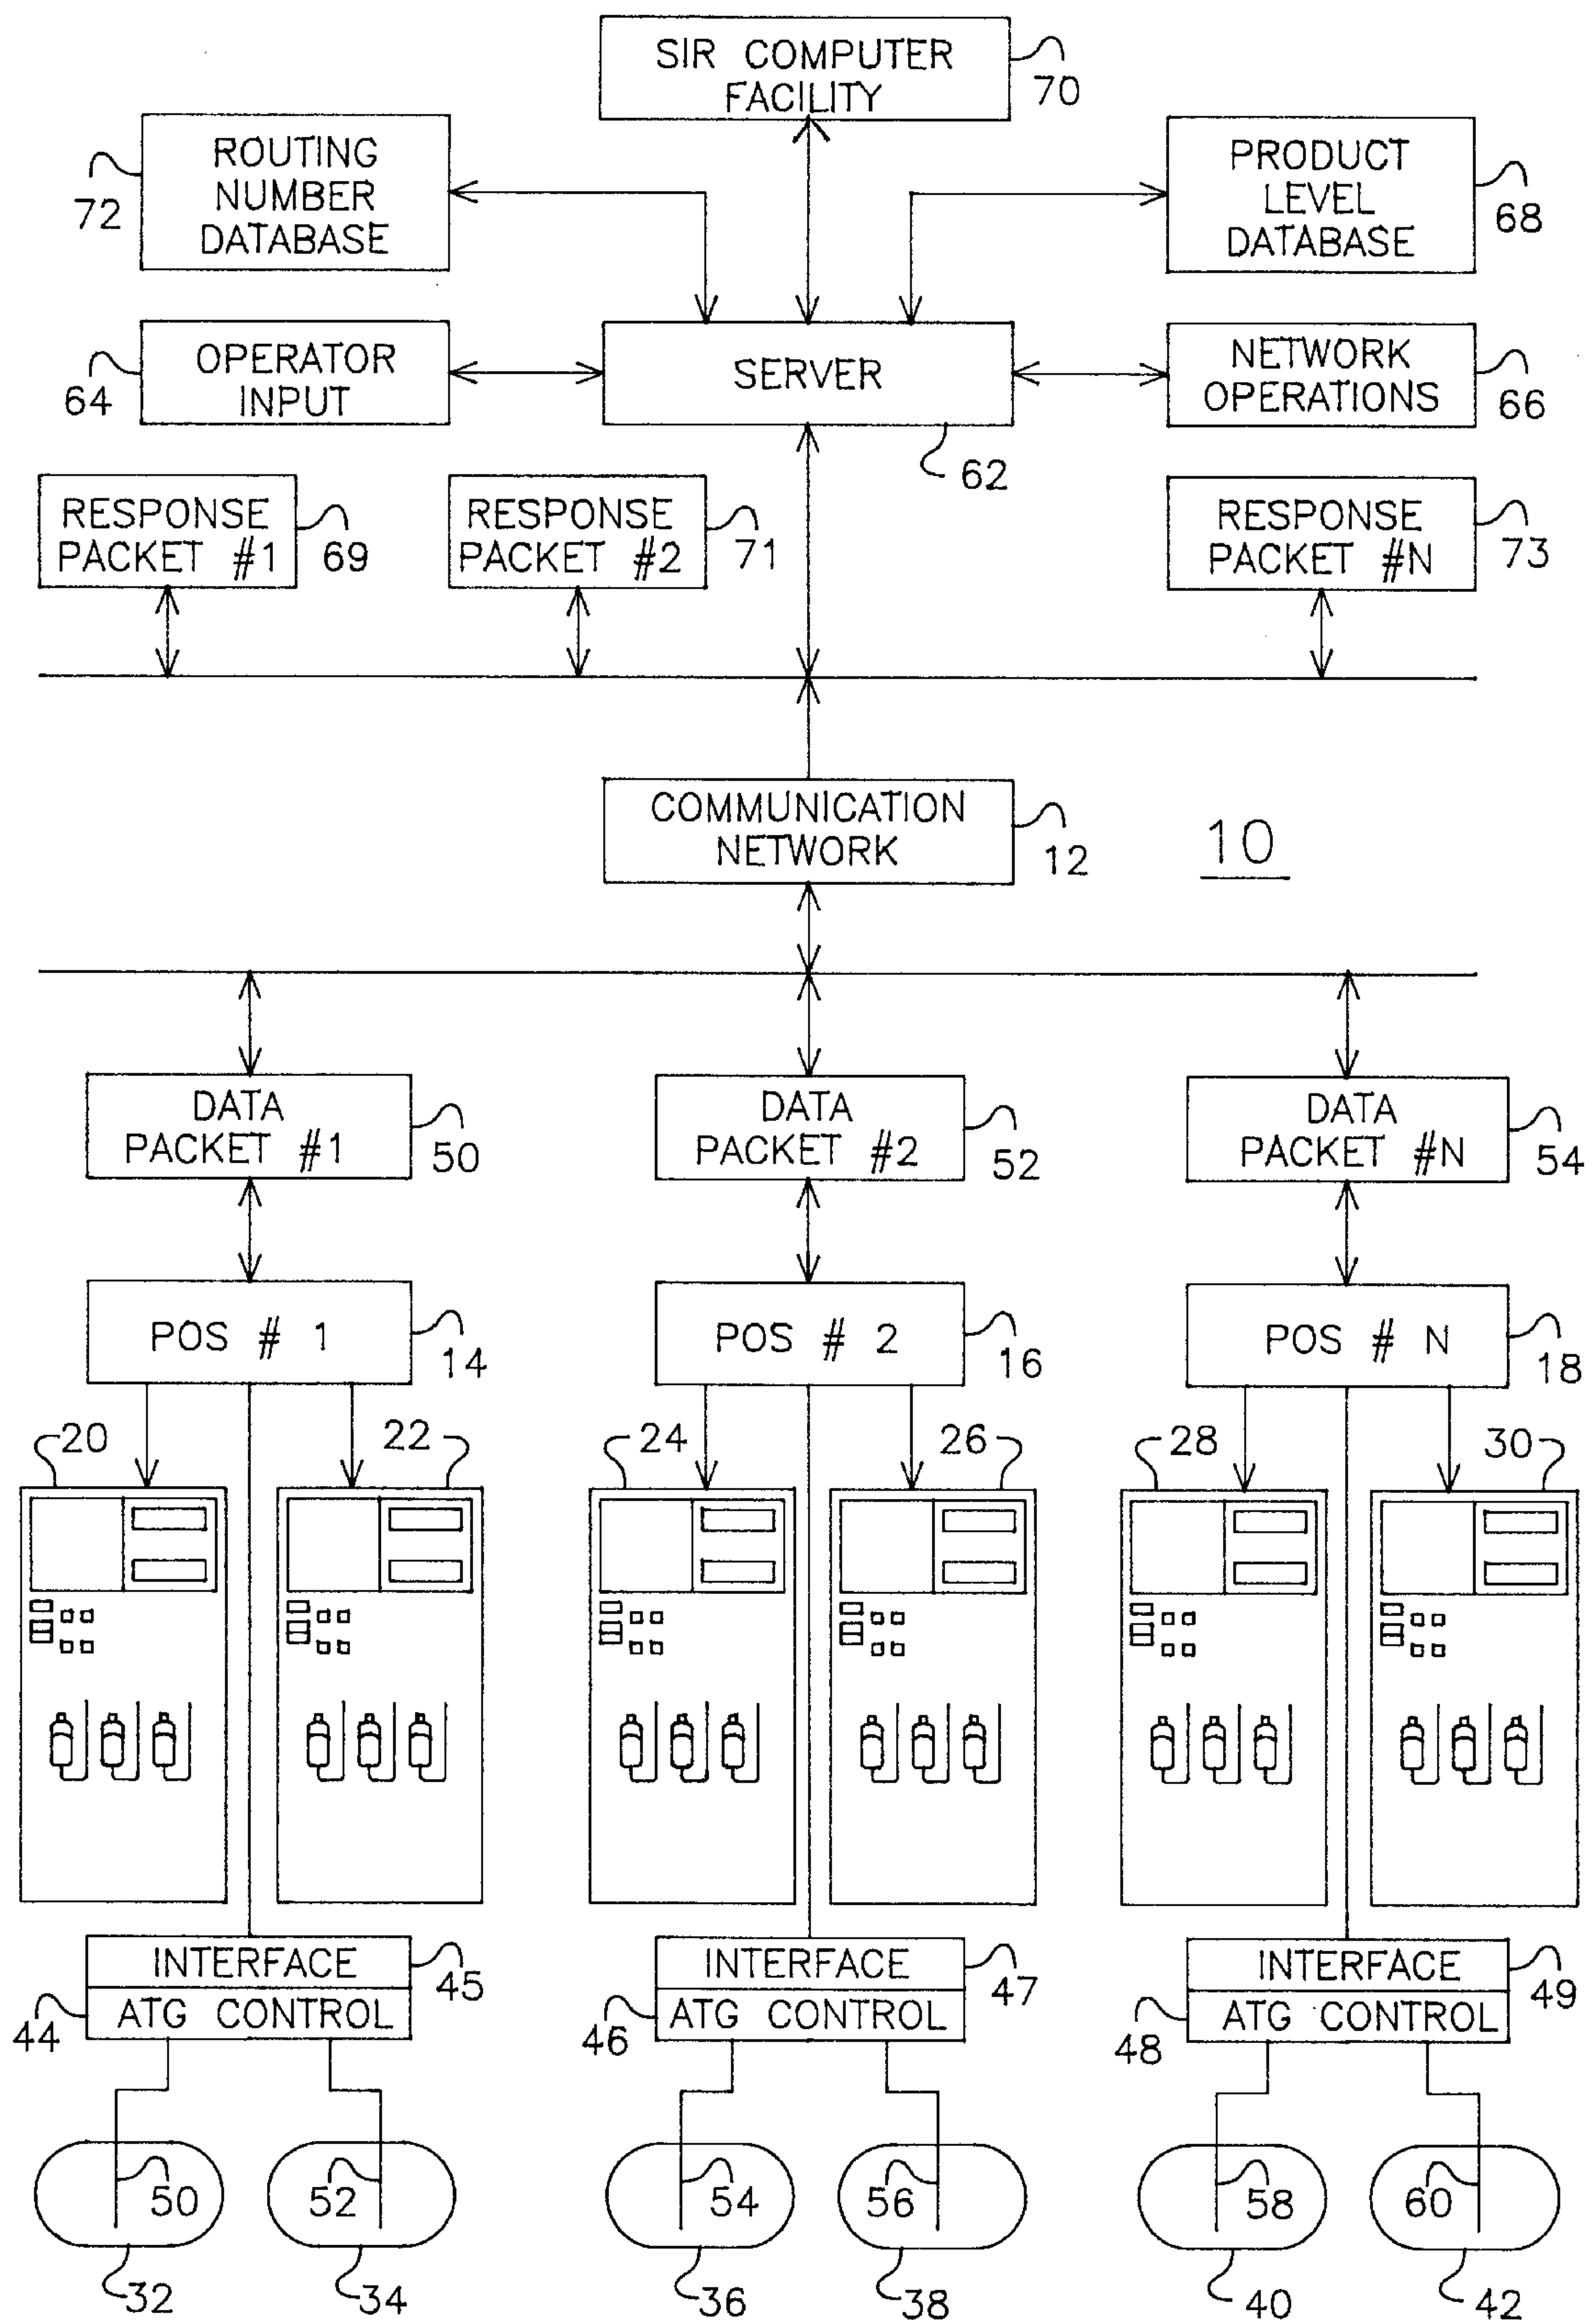 SIR COMPUTER
FACILITY
70
ROUTING
NUMBER
DATABASE
72
PRODUCT
LEVEL
DATABASE
68
OPERATOR
INPUT
64
SERVER
62
NETWORK
OPERATIONS
66
RESPONSE
PACKET #1
69
RESPONSE
PACKET #2
71
RESPONSE
PACKET #N
73
COMMUNICATION
NETWORK
12
10
DATA
PACKET #1
50
DATA
PACKET #2
52
DATA
PACKET #N
54
POS # 1
14
POS # 2
16
POS # N
18
20
22
24
26
28
30
INTERFACE
45
ATG CONTROL
44
INTERFACE
47
ATG CONTROL
46
INTERFACE
49
ATG CONTROL
48
50
52
54
56
58
60
32
34
36
38
40
42